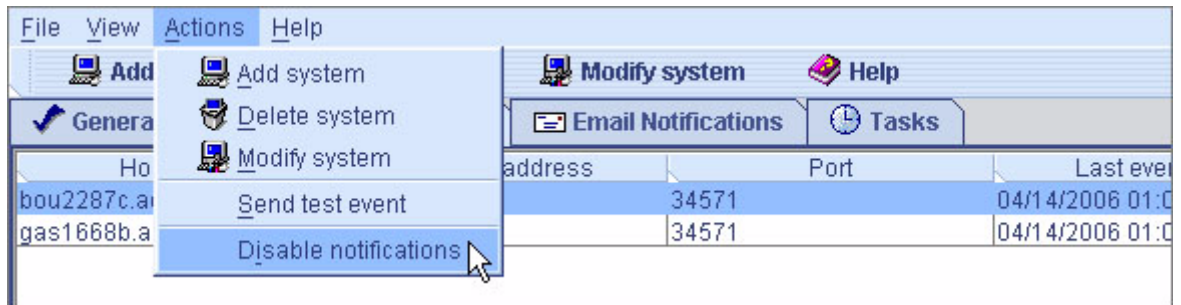 File View Actions Help
Add Modify system Help
Add system
Delete system
Modify system
Send test event
Disable notifications
Genera Email Notifications Tasks
Ho address Port Last eve
bou2287c.a 34571 04/14/2006 01:0
gas1668b.a 34571 04/14/2006 01:0